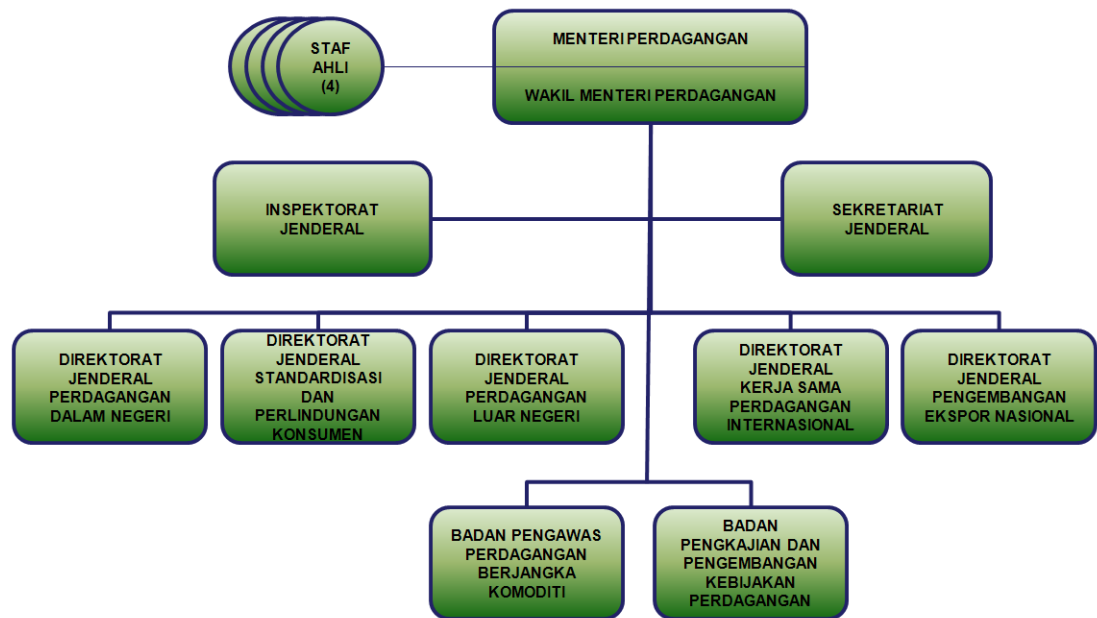 STAF
AHLI
(4)
MENTERI PERDAGANGAN
WAKIL MENTERI PERDAGANGAN
INSPEKTORAT
JENDERAL
SEKRETARIAT
JENDERAL
DIREKTORAT
JENDERAL
PERDAGANGAN
DALAM NEGERI
DIREKTORAT
JENDERAL
STANDARDISASI
DAN
PERLINDUNGAN
KONSUMEN
DIREKTORAT
JENDERAL
PERDAGANGAN
LUAR NEGERI
DIREKTORAT
JENDERAL
KERJA SAMA
PERDAGANGAN
INTERNASIONAL
DIREKTORAT
JENDERAL
PENGEMBANGAN
EKSPOR NASIONAL
BADAN PENGAWAS
PERDAGANGAN
BERJANGKA
KOMODITI
BADAN
PENGKAJIAN DAN
PENGEMBANGAN
KEBIJAKAN
PERDAGANGAN